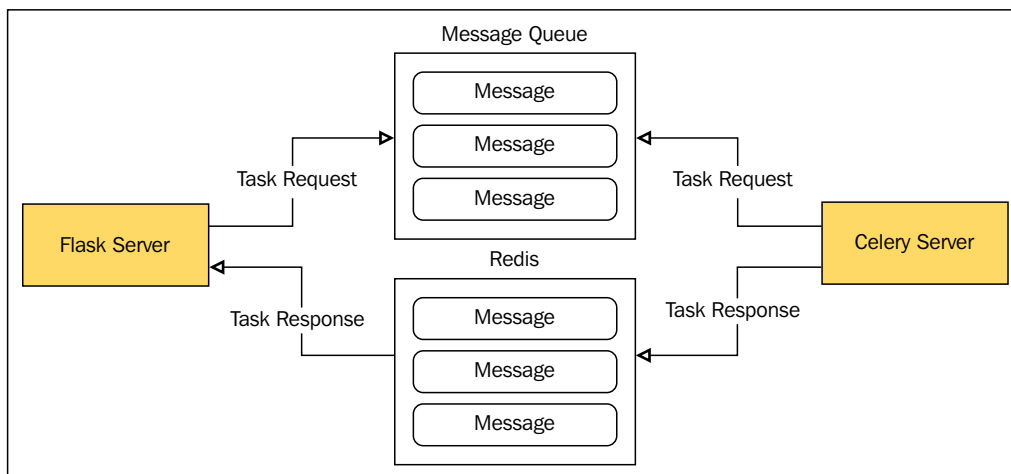 Message Queue
Message
Message
Message
Task Request
Task Request
Flask Server
Celery Server
Redis
Task Response
Task Response
Message
Message
Message